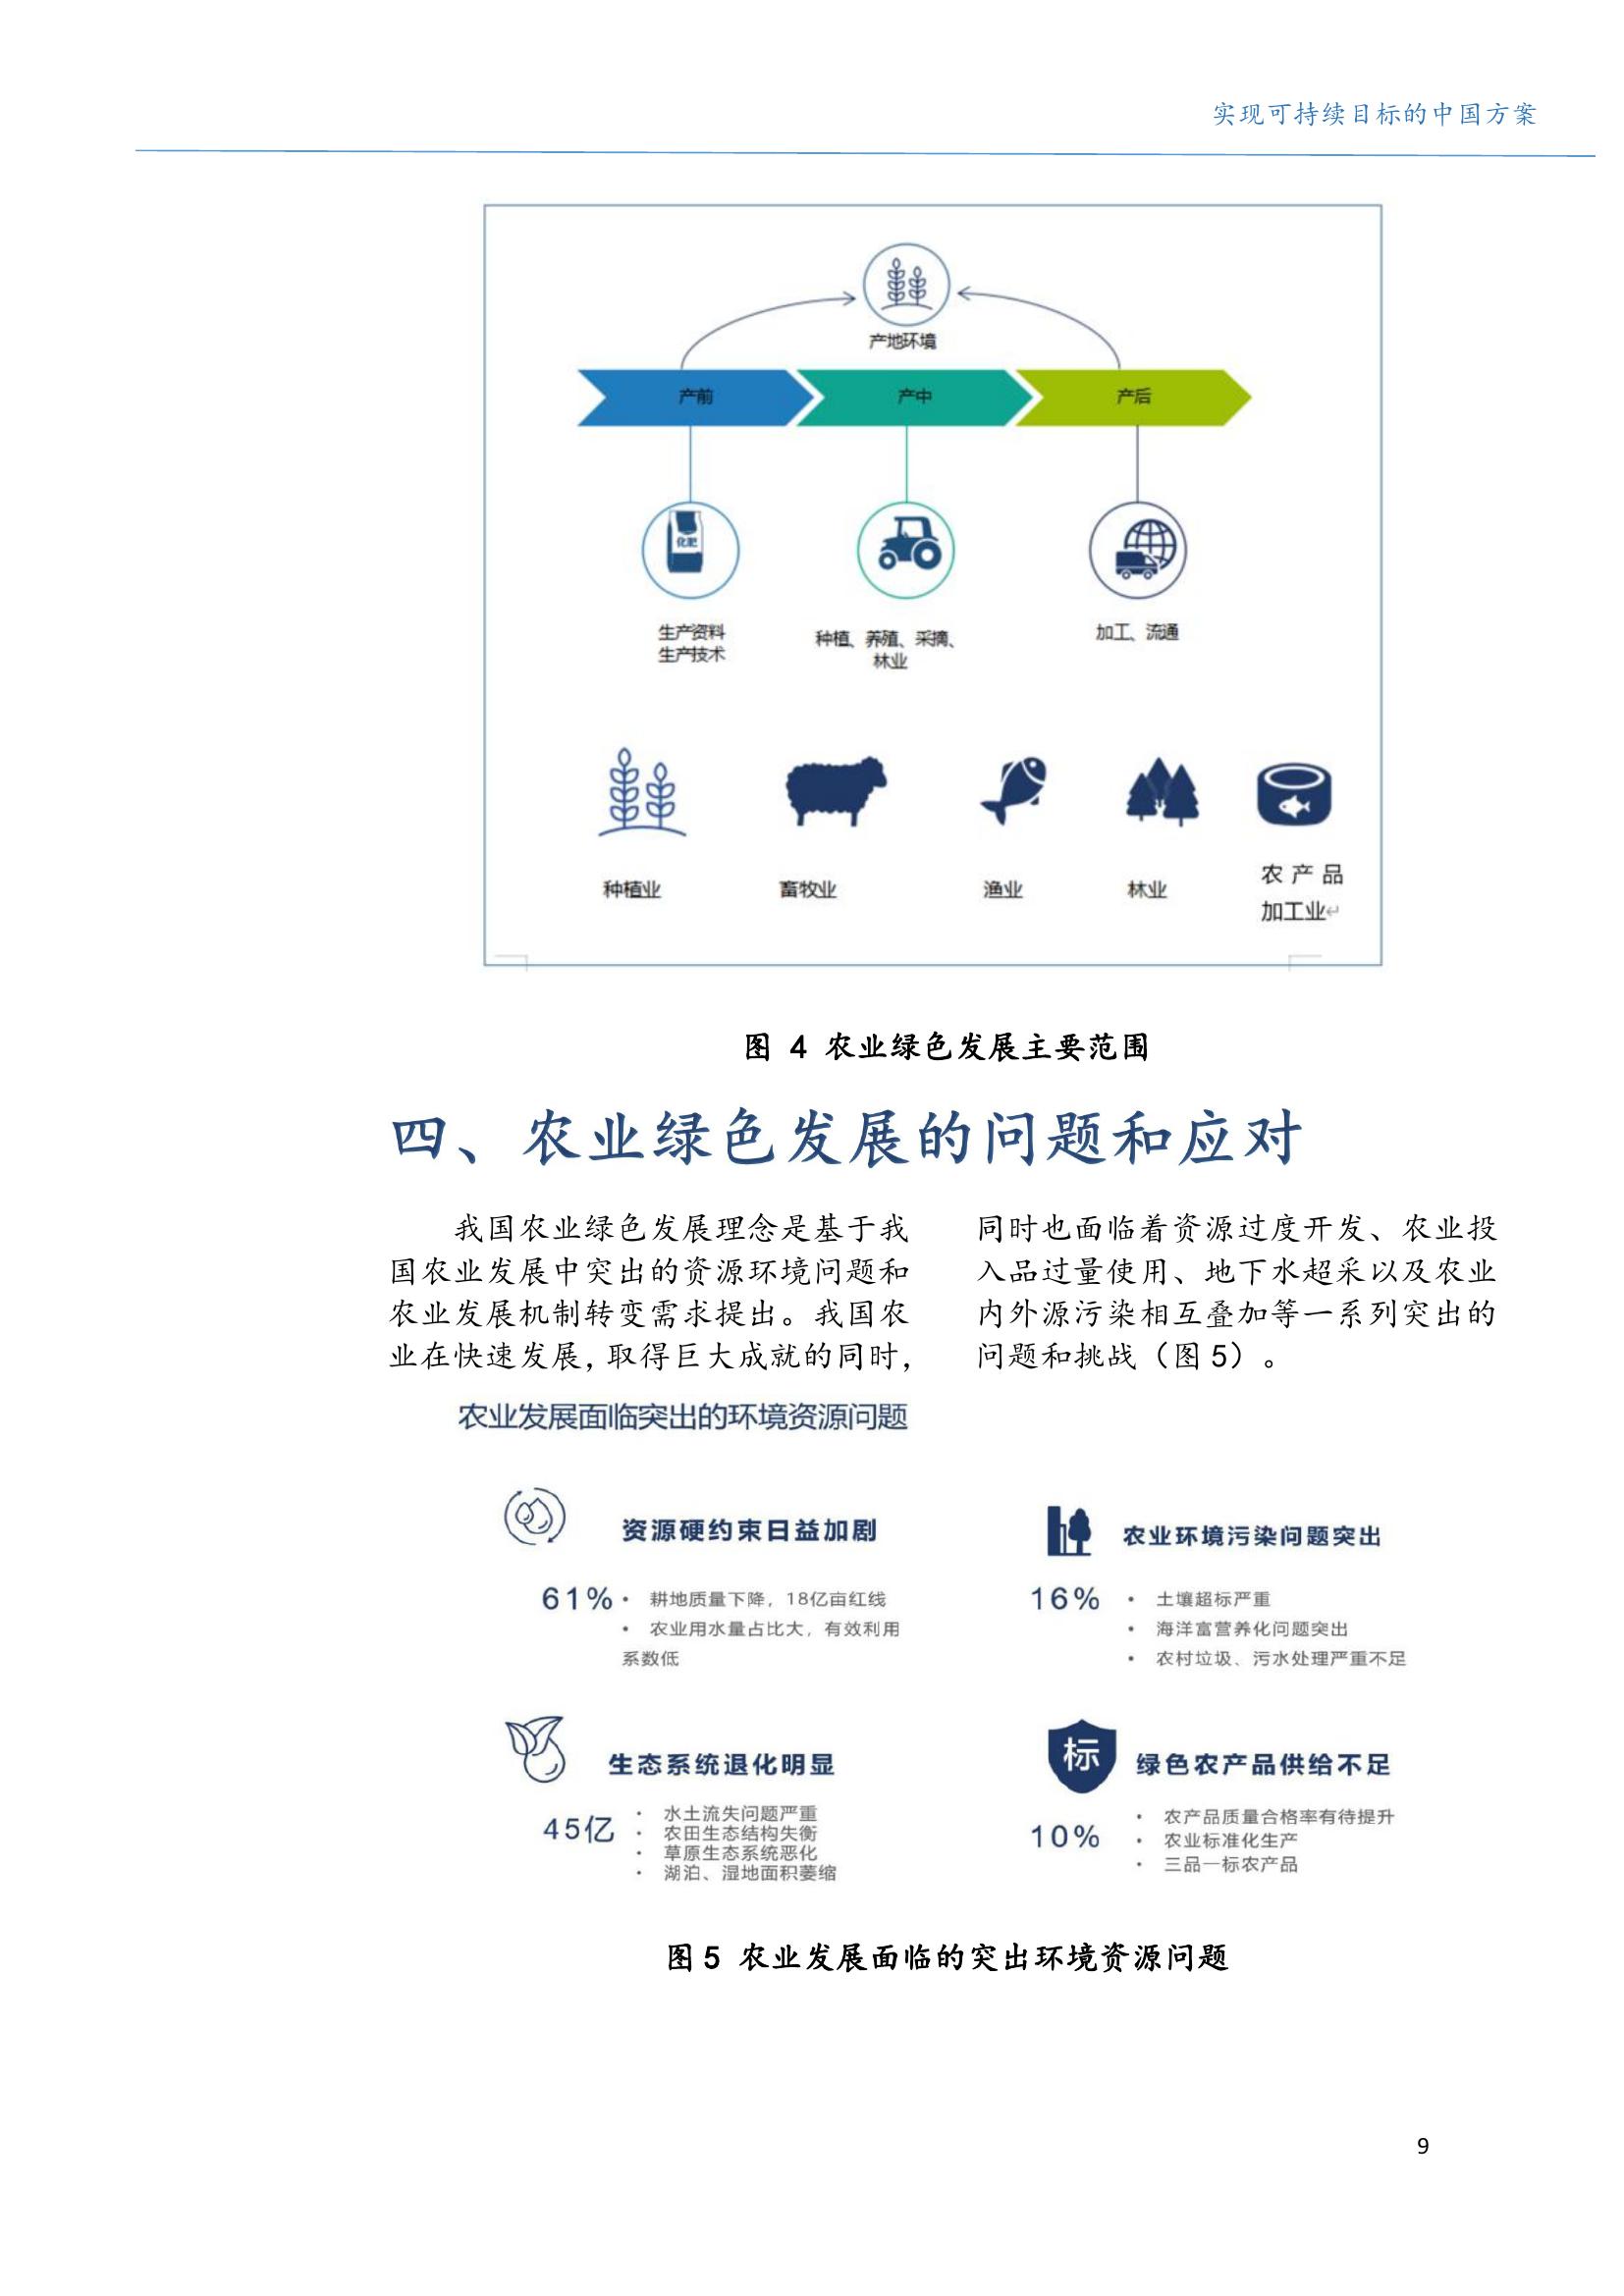 实现可持续目标的中国方案
产地环境
产前
产中
产后
化肥
生产资料
生产技术
种植、养殖、采摘、
林业
加工、流通
种植业
畜牧业
渔业
林业
农产品
加工业↵
图 4 农业绿色发展主要范围
四、农业绿色发展的问题和应对
我国农业绿色发展理念是基于我
国农业发展中突出的资源环境问题和
农业发展机制转变需求提出。我国农
业在快速发展,取得巨大成就的同时,
同时也面临着资源过度开发、农业投
入品过量使用、地下水超采以及农业
内外源污染相互叠加等一系列突出的
问题和挑战（图 5）。
农业发展面临突出的环境资源问题
资源硬约束日益加剧
61%
• 耕地质量下降，18亿亩红线
• 农业用水量占比大，有效利用
系数低
农业环境污染问题突出
16%
• 土壤超标严重
• 海洋富营养化问题突出
• 农村垃圾、污水处理严重不足
生态系统退化明显
45亿
• 水土流失问题严重
• 农田生态结构失衡
• 草原生态系统恶化
• 湖泊、湿地面积萎缩
标
绿色农产品供给不足
10%
• 农产品质量合格率有待提升
• 农业标准化生产
• 三品一标农产品
图 5 农业发展面临的突出环境资源问题
9